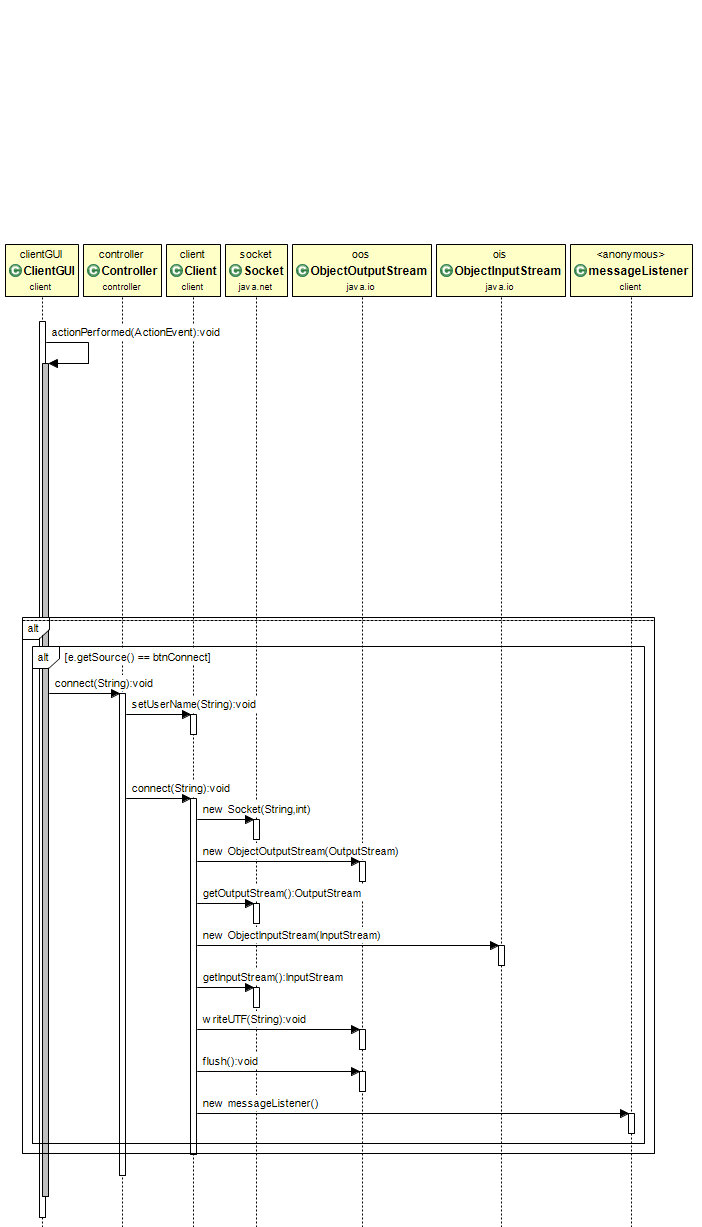 clientGUI
ClientGUI
client
controller
Controller
controller
client
Client
client
socket
Socket
java.net
oos
ObjectOutputStream
java.io
ois
ObjectInputStream
java.io
<anonymous>
messageListener
client
actionPerformed(ActionEvent):void
alt
alt [e.getSource() == btnConnect]
connect(String):void
setUserName(String):void
connect(String):void
new Socket(String,int)
new ObjectOutputStream(OutputStream)
getOutputStream():OutputStream
new ObjectInputStream(InputStream)
getInputStream():InputStream
writeUTF(String):void
flush():void
new messageListener()